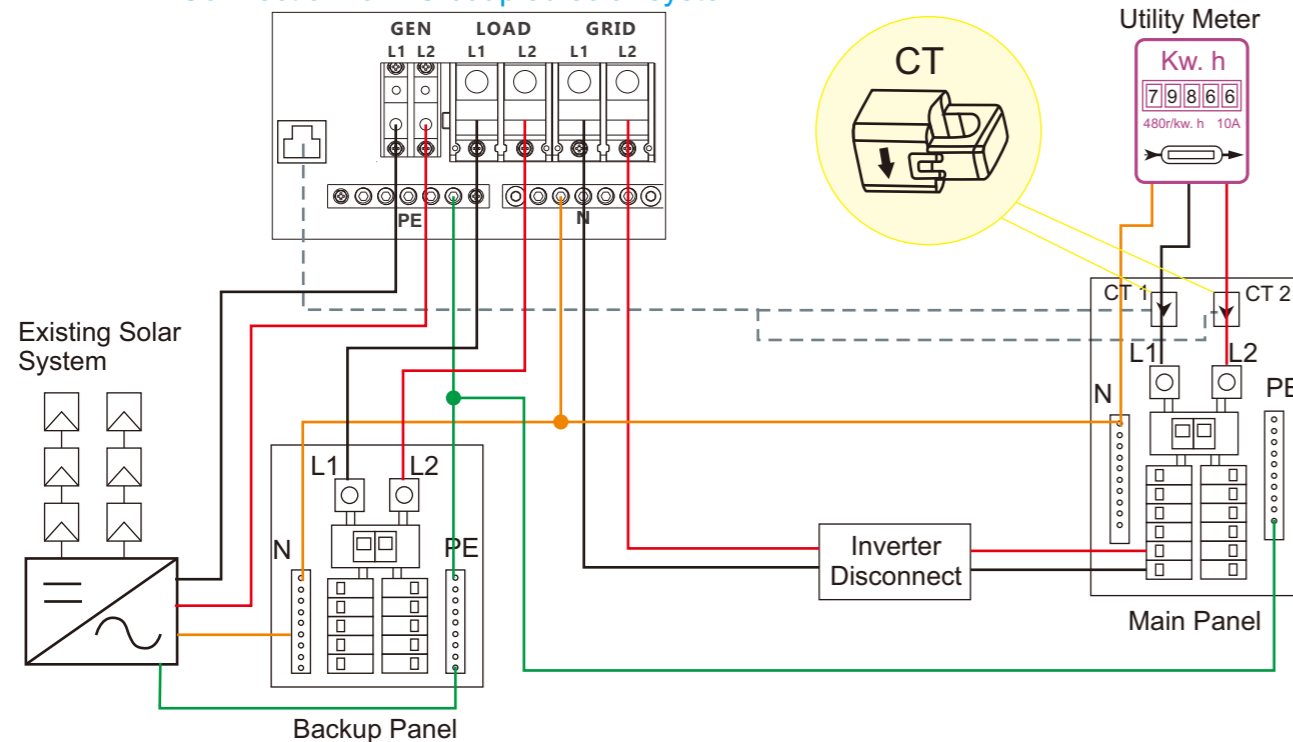 GEN LOAD GRID
L1 L2 L1 L2 L1 L2
PE
N
Utility Meter
Kw. h
79866
480r/kw. h 10A
CT
CT 1
CT 2
L1
L2
N
PE
Existing Solar
System
L1
L2
N
PE
Inverter
Disconnect
Main Panel
Backup Panel